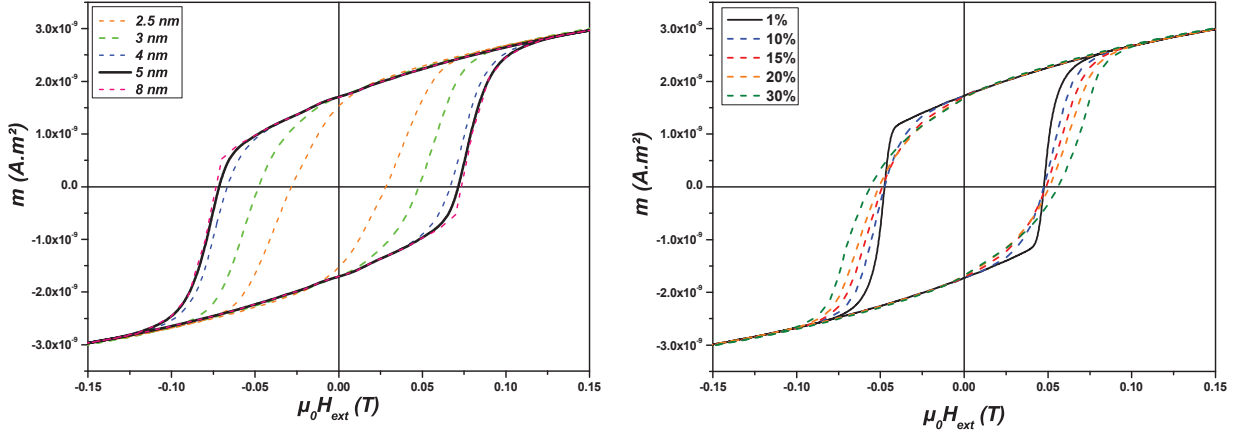 2.5 nm
3 nm
4 nm
5 nm
8 nm
3.0x10⁻⁹
2.0x10⁻⁹
1.0x10⁻⁹
0.0
-1.0x10⁻⁹
-2.0x10⁻⁹
-3.0x10⁻⁹
m (A.m²)
-0.15 -0.10 -0.05 0.00 0.05 0.10 0.15
μ₀Hₑₓₜ (T)
1%
10%
15%
20%
30%
3.0x10⁻⁹
2.0x10⁻⁹
1.0x10⁻⁹
0.0
-1.0x10⁻⁹
-2.0x10⁻⁹
-3.0x10⁻⁹
m (A.m²)
-0.15 -0.10 -0.05 0.00 0.05 0.10 0.15
μ₀Hₑₓₜ (T)